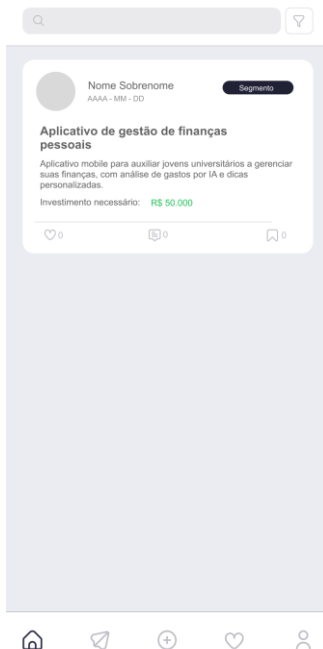 Nome Sobrenome
Segmento
AAAA - MM - DD
Aplicativo de gestão de finanças
pessoais
Aplicativo mobile para auxiliar jovens universitários a gerenciar
suas finanças, com análise de gastos por IA e dicas
personalizadas.
Investimento necessário: R$ 50.000
0 0 0